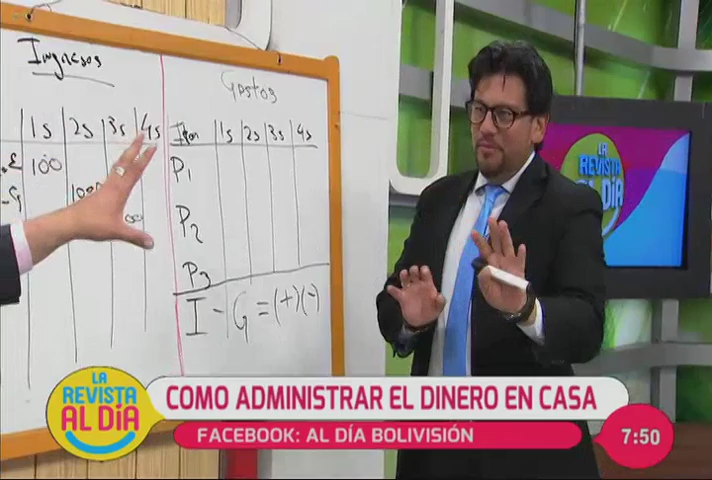 Ingresos
1s 2s 3s 4s
100
100
Gastos
1s 2s 3s 4s
P1
P2
P3
I - G = (+)(-)
LA
REVISTA
AL DÍA
LA
REVISTA
AL DÍA
COMO ADMINISTRAR EL DINERO EN CASA
FACEBOOK: AL DÍA BOLIVISIÓN
7:50